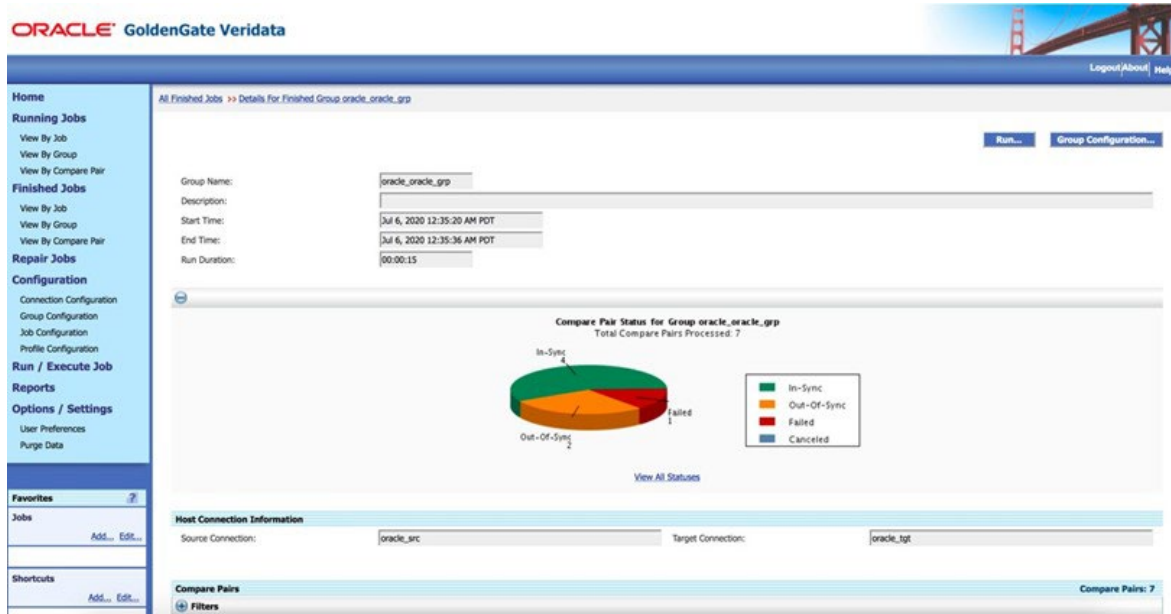 ORACLE GoldenGate Veridata
Logout About Help
Home
Running Jobs
View By Job
View By Group
View By Compare Pair
Finished Jobs
View By Job
View By Group
View By Compare Pair
Repair Jobs
Configuration
Connection Configuration
Group Configuration
Job Configuration
Profile Configuration
Run / Execute Job
Reports
Options / Settings
User Preferences
Purge Data
Favorites ?
Jobs
Add... Edit...
Shortcuts
Add... Edit...
All Finished Jobs >> Details For Finished Group oracle_oracle_grp
Run... Group Configuration...
Group Name: oracle_oracle_grp
Description:
Start Time: Jul 6, 2020 12:35:20 AM PDT
End Time: Jul 6, 2020 12:35:36 AM PDT
Run Duration: 00:00:15
Compare Pair Status for Group oracle_oracle_grp
Total Compare Pairs Processed: 7
In-Sync
4
Failed
1
Out-Of-Sync
2
In-Sync
Out-Of-Sync
Failed
Canceled
View All Statuses
Host Connection Information
Source Connection: oracle_src Target Connection: oracle_tgt
Compare Pairs Compare Pairs: 7
Filters